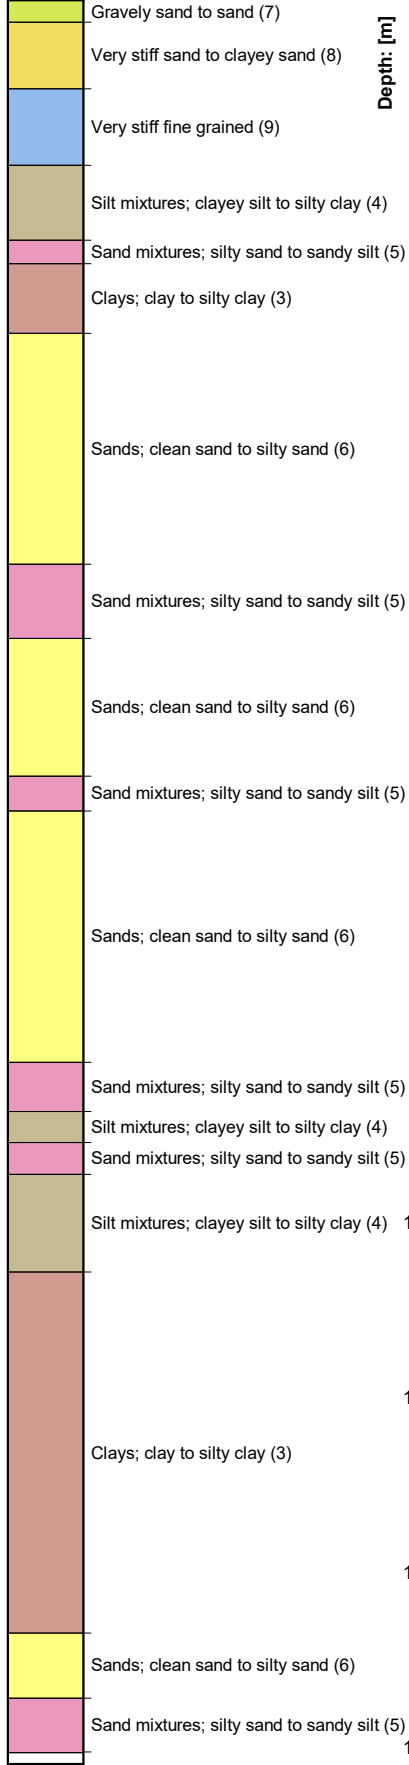 Gravely sand to sand (7)
Depth: [m]
Very stiff sand to clayey sand (8)
Very stiff fine grained (9)
Silt mixtures; clayey silt to silty clay (4)
Sand mixtures; silty sand to sandy silt (5)
Clays; clay to silty clay (3)
Sands; clean sand to silty sand (6)
Sand mixtures; silty sand to sandy silt (5)
Sands; clean sand to silty sand (6)
Sand mixtures; silty sand to sandy silt (5)
Sands; clean sand to silty sand (6)
Sand mixtures; silty sand to sandy silt (5)
Silt mixtures; clayey silt to silty clay (4)
Sand mixtures; silty sand to sandy silt (5)
Silt mixtures; clayey silt to silty clay (4)
Clays; clay to silty clay (3)
Sands; clean sand to silty sand (6)
Sand mixtures; silty sand to sandy silt (5)